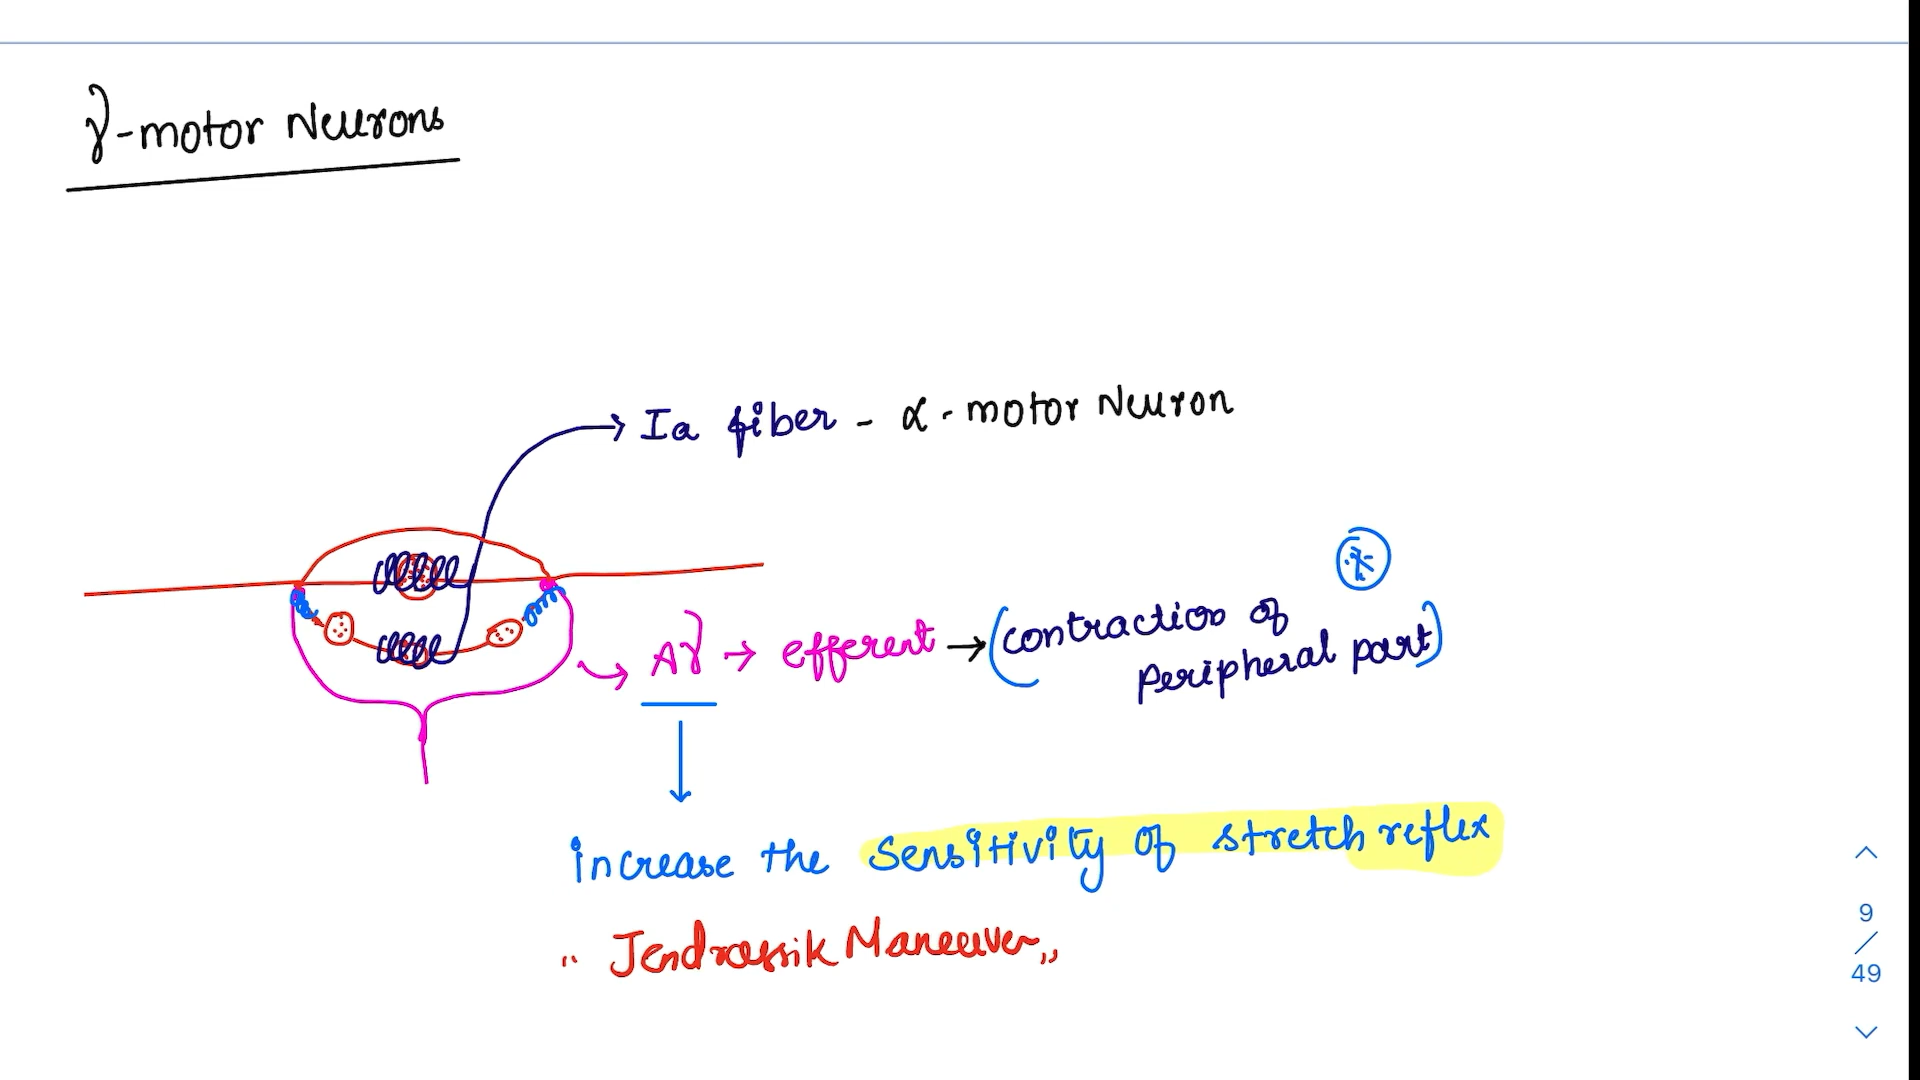 γ-motor Neurons
Ia fiber - α-motor Neuron
Aγ → efferent → (contraction of
peripheral part)
increase the sensitivity of stretch reflex
"Jendrassik Maneuver"
9
/
49